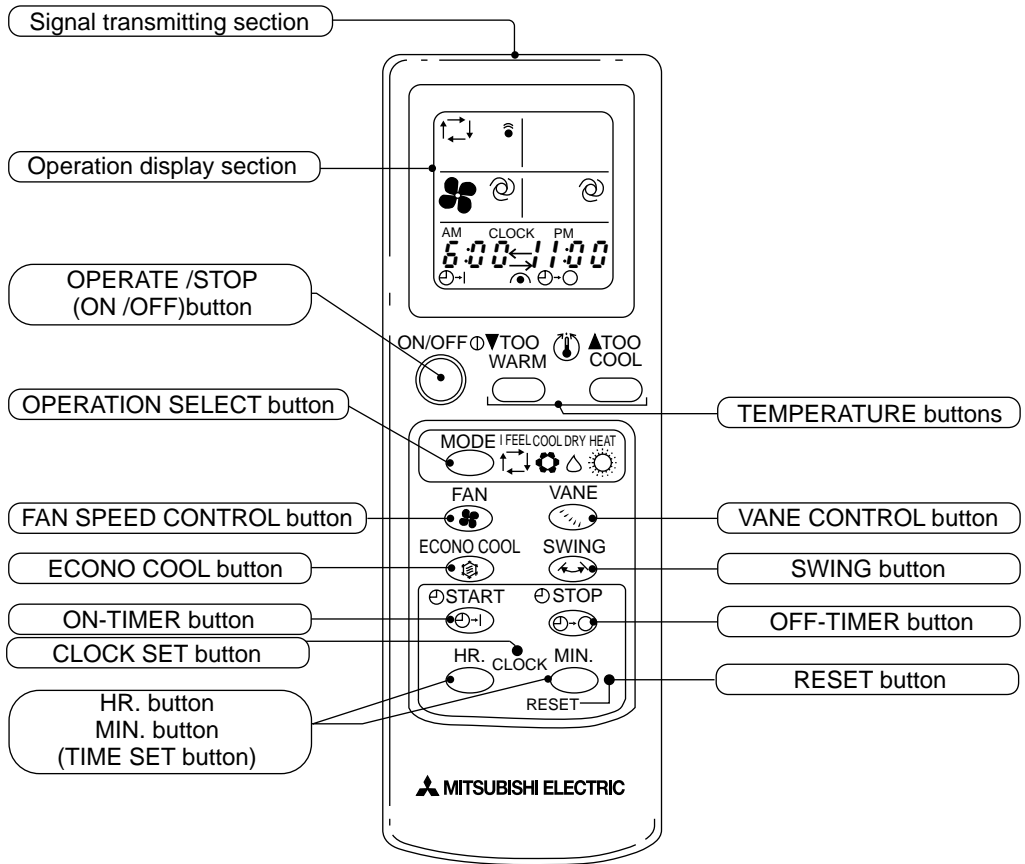 Signal transmitting section
Operation display section
AM CLOCK PM
6:00 11:00
OPERATE /STOP
(ON /OFF)button
ON/OFF TOO
WARM
TOO
COOL
OPERATION SELECT button
TEMPERATURE buttons
MODE I FEEL COOL DRY HEAT
FAN VANE
FAN SPEED CONTROL button
VANE CONTROL button
ECONO COOL SWING
ECONO COOL button
SWING button
START STOP
ON-TIMER button
OFF-TIMER button
CLOCK SET button
HR. CLOCK MIN.
RESET button
RESET
HR. button
MIN. button
(TIME SET button)
MITSUBISHI ELECTRIC